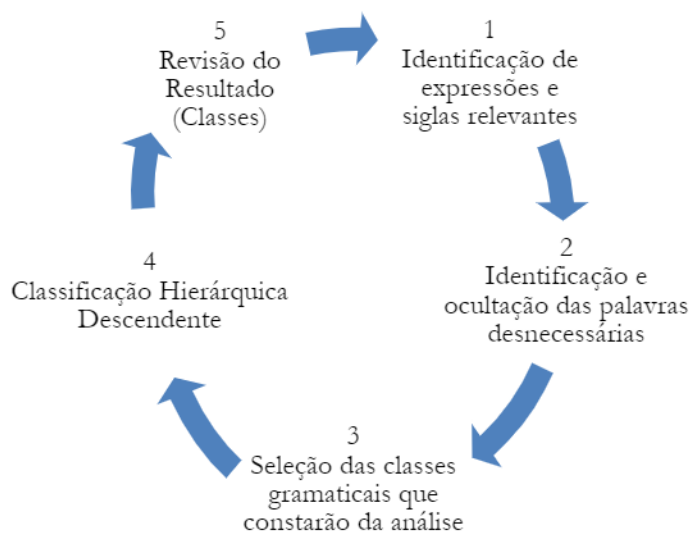 1
Identificação de
expressões e
siglas relevantes
2
Identificação e
ocultação das palavras
desnecessárias
3
Seleção das classes
gramaticais que
constarão da análise
4
Classificação Hierárquica
Descendente
5
Revisão do
Resultado
(Classes)